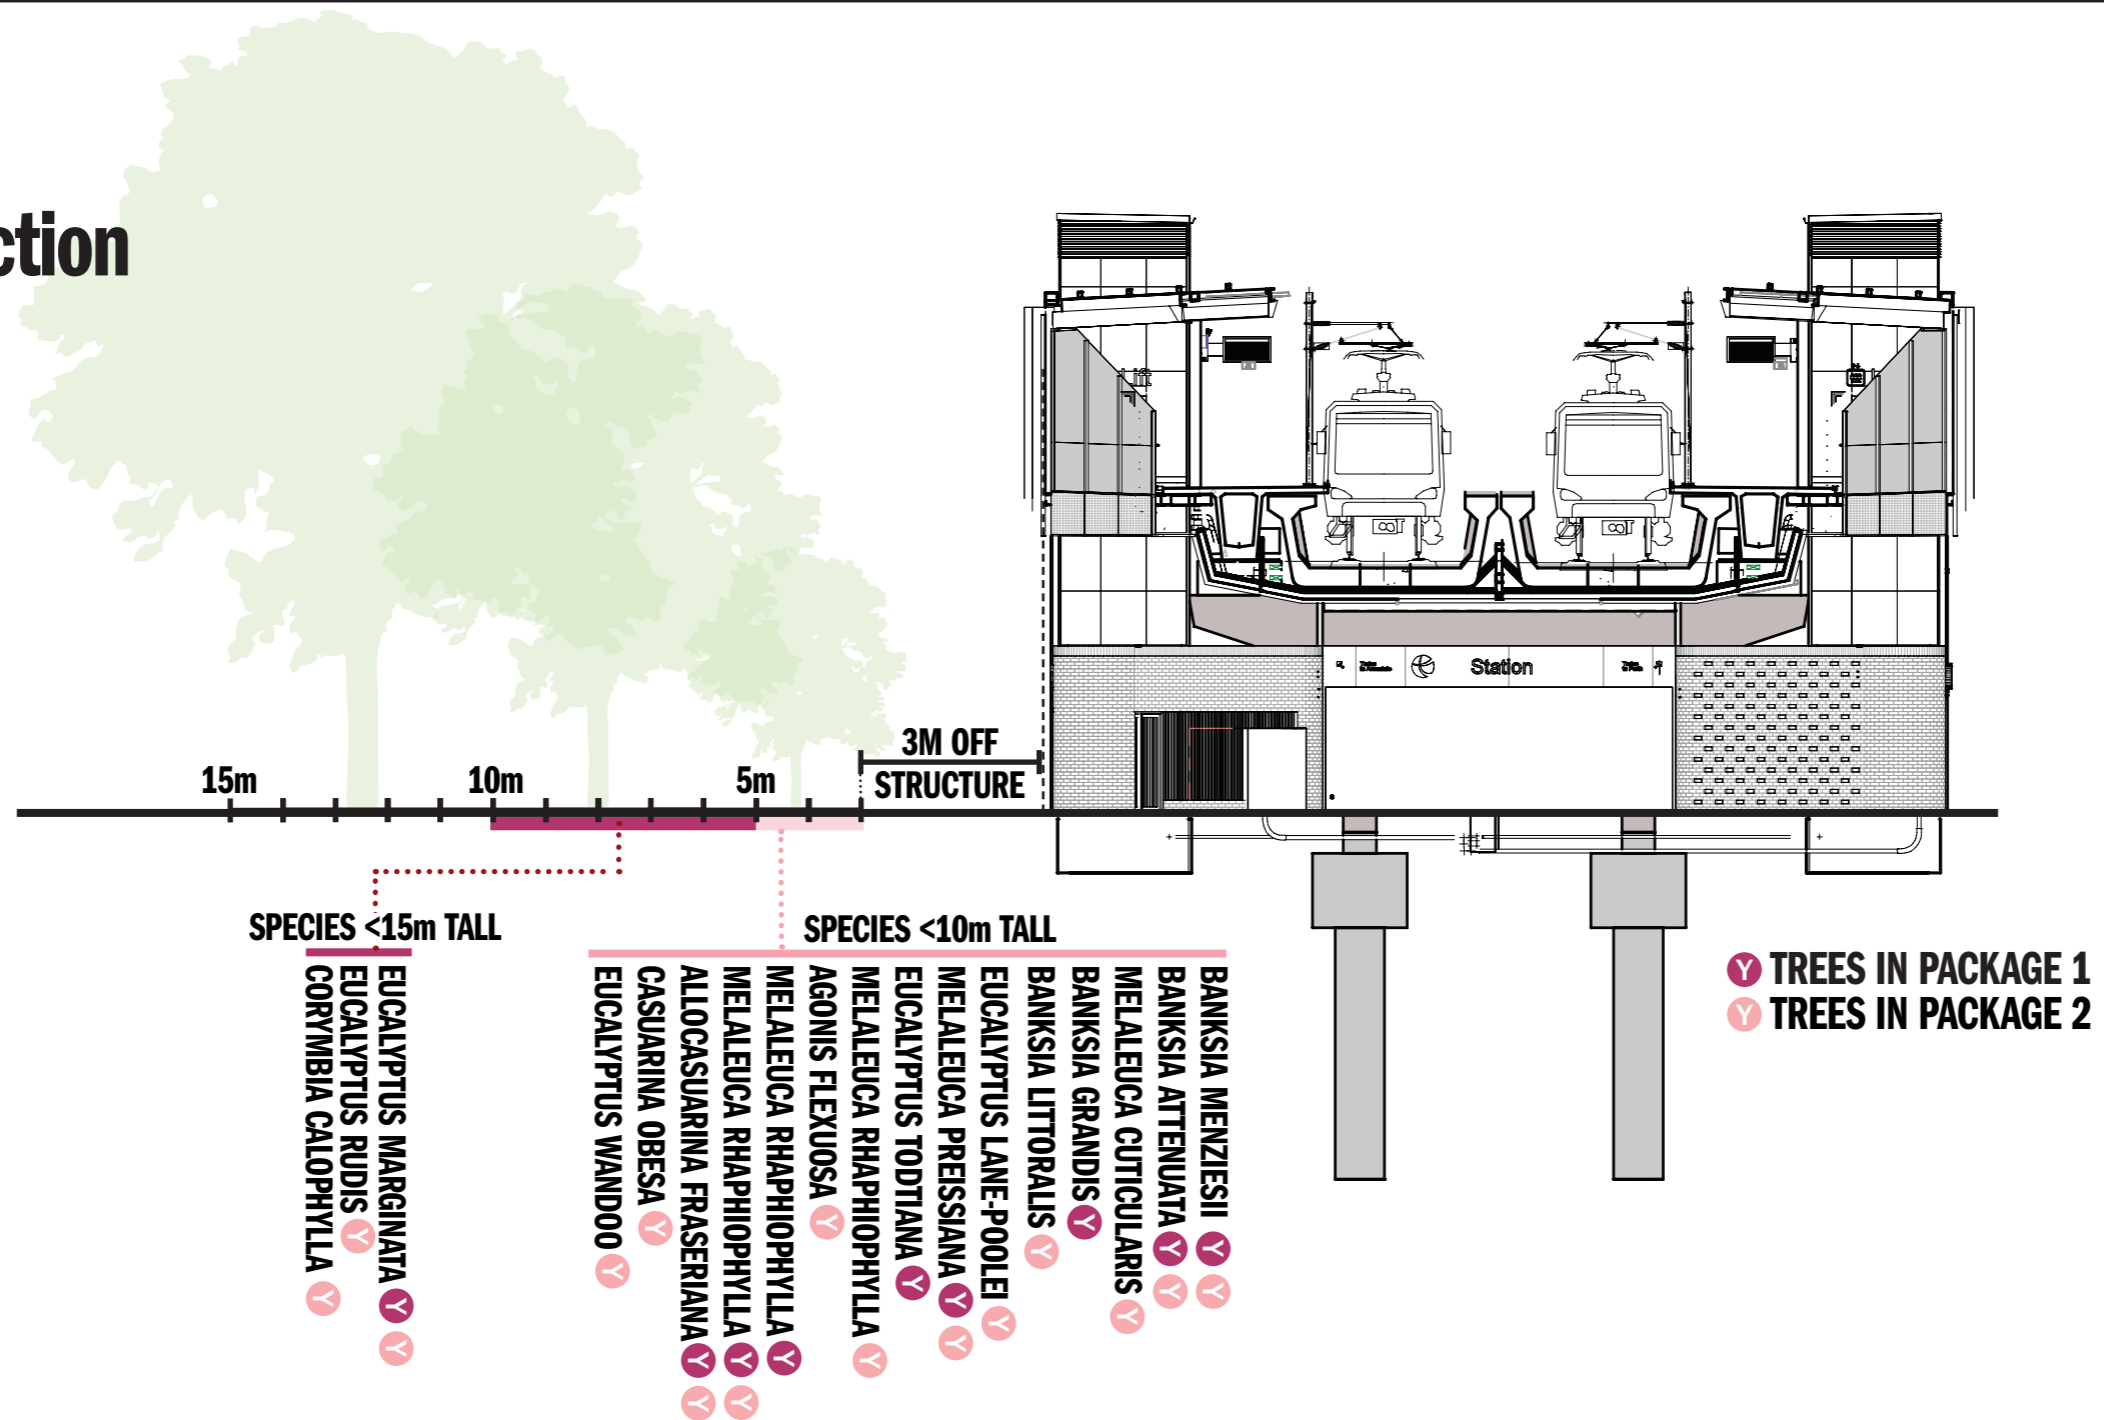 ction
Station
3M OFF
STRUCTURE
15m
10m
5m
SPECIES <15m TALL
SPECIES <10m TALL
CORYMBIA CALOPHYLLA Y
EUCALYPTUS RUDIS Y
EUCALYPTUS MARGINATA Y Y
EUCALYPTUS WANDOO Y
CASUARINA OBESA Y
ALLOCASUARINA FRASERIANA Y Y
MELALEUCA RHAPHIOPHYLLA Y Y
MELALEUCA RHAPHIOPHYLLA Y
AGONIS FLEXUOSA Y
MELALEUCA RHAPHIOPHYLLA Y
EUCALYPTUS TODTIANA Y
MELALEUCA PREISSIANA Y Y
EUCALYPTUS LANE-POOLEI Y
BANKSIA LITTORALIS Y
BANKSIA GRANDIS Y
MELALEUCA CUTICULARIS Y
BANKSIA ATTENUATA Y Y
BANKSIA MENZIESII Y Y
Y TREES IN PACKAGE 1
Y TREES IN PACKAGE 2